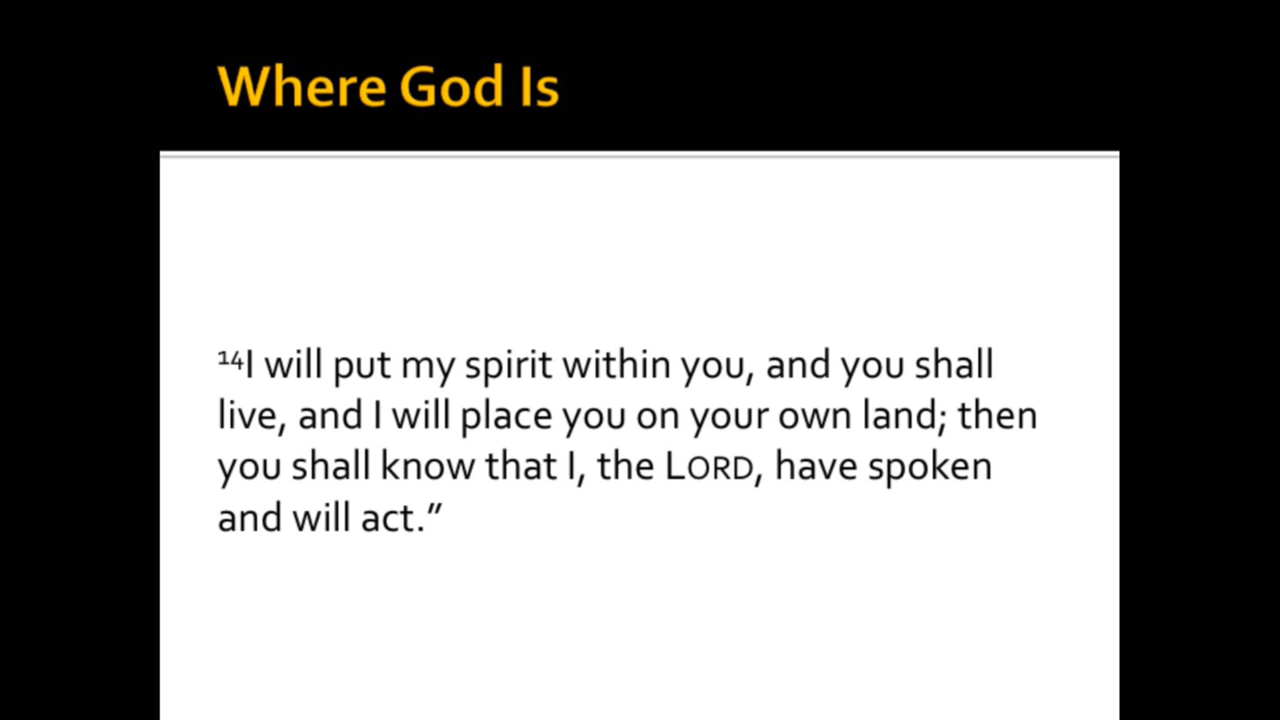 Where God Is
¹⁴I will put my spirit within you, and you shall
live, and I will place you on your own land; then
you shall know that I, the LORD, have spoken
and will act.”